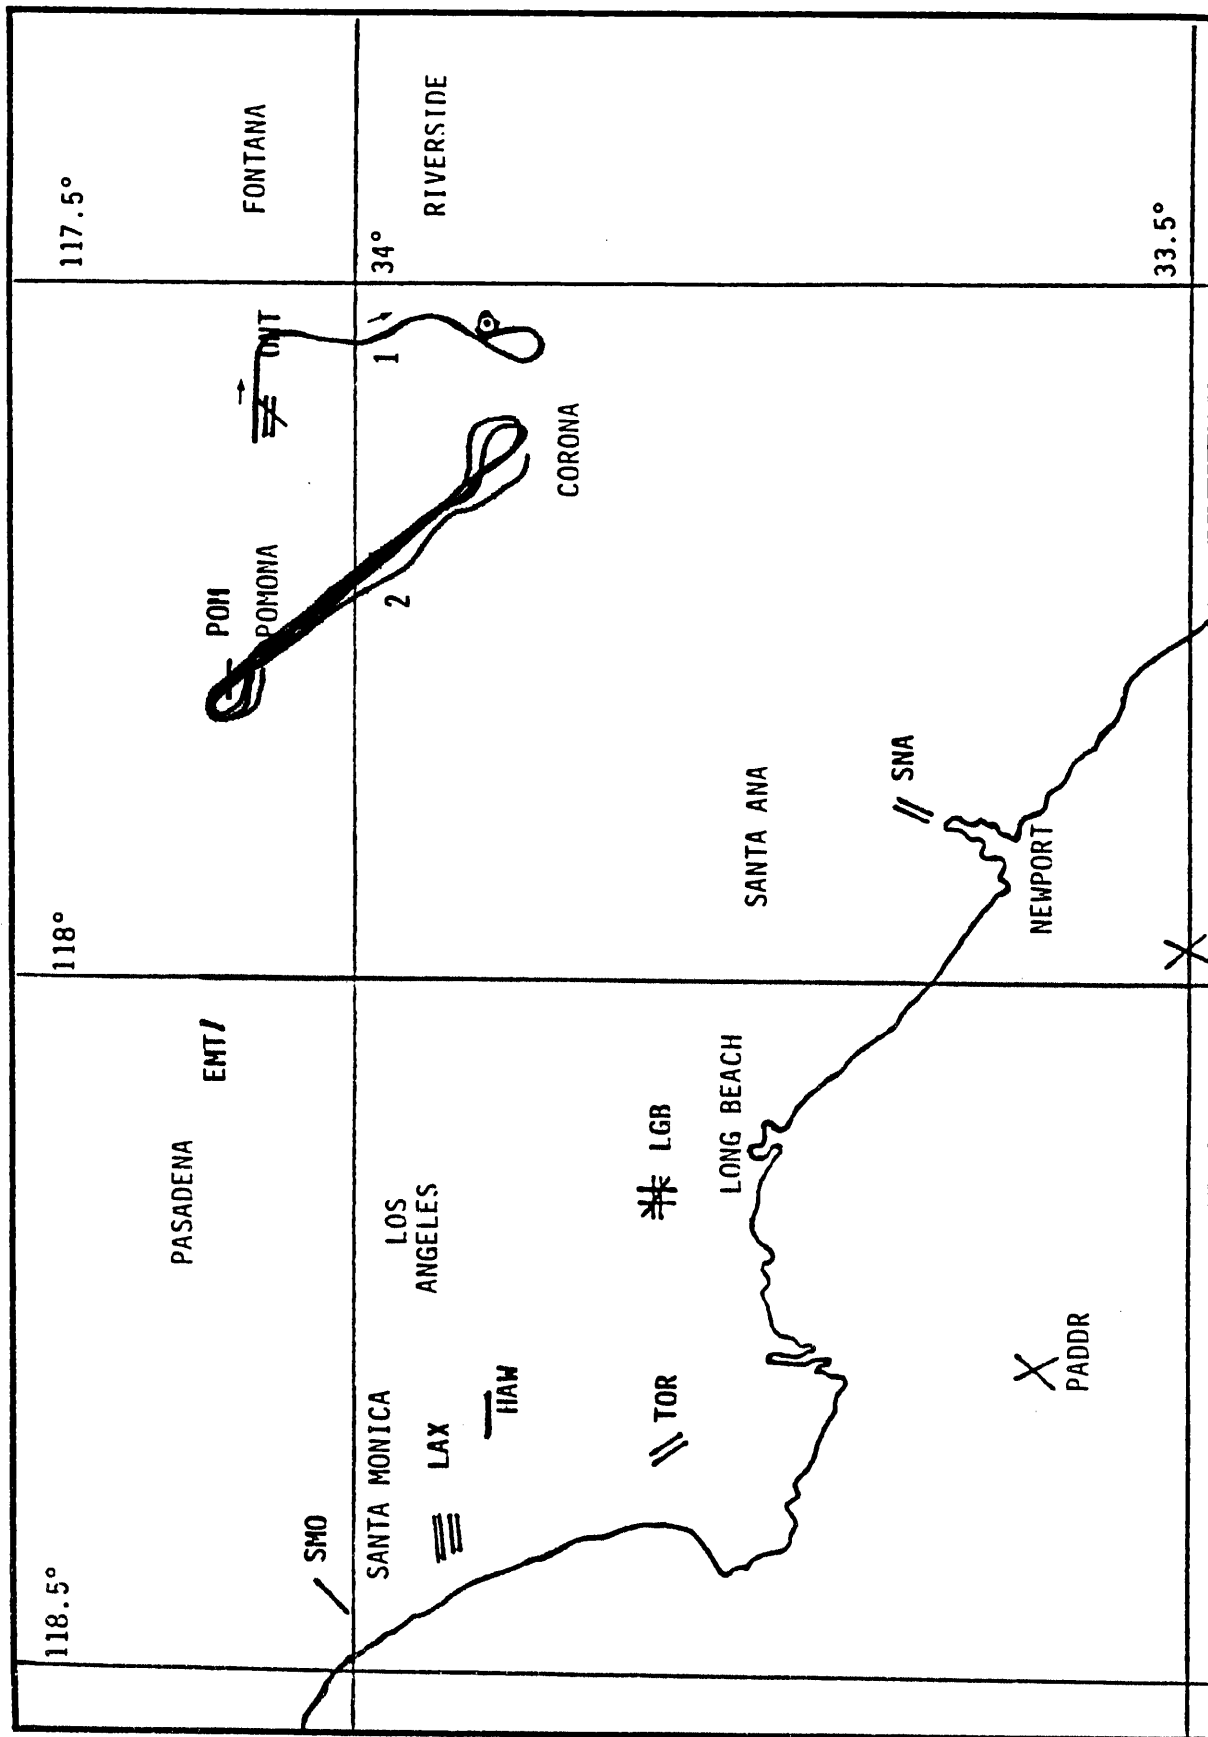 118.5°
118°
117.5°
PASADENA
EMT
POM
POMONA
ONT
FONTANA
SMO
34°
SANTA MONICA
LOS
ANGELES
2
1
RIVERSIDE
LAX
HAW
CORONA
TOR
LGB
LONG BEACH
SANTA ANA
SNA
NEWPORT
PADDR
33.5°